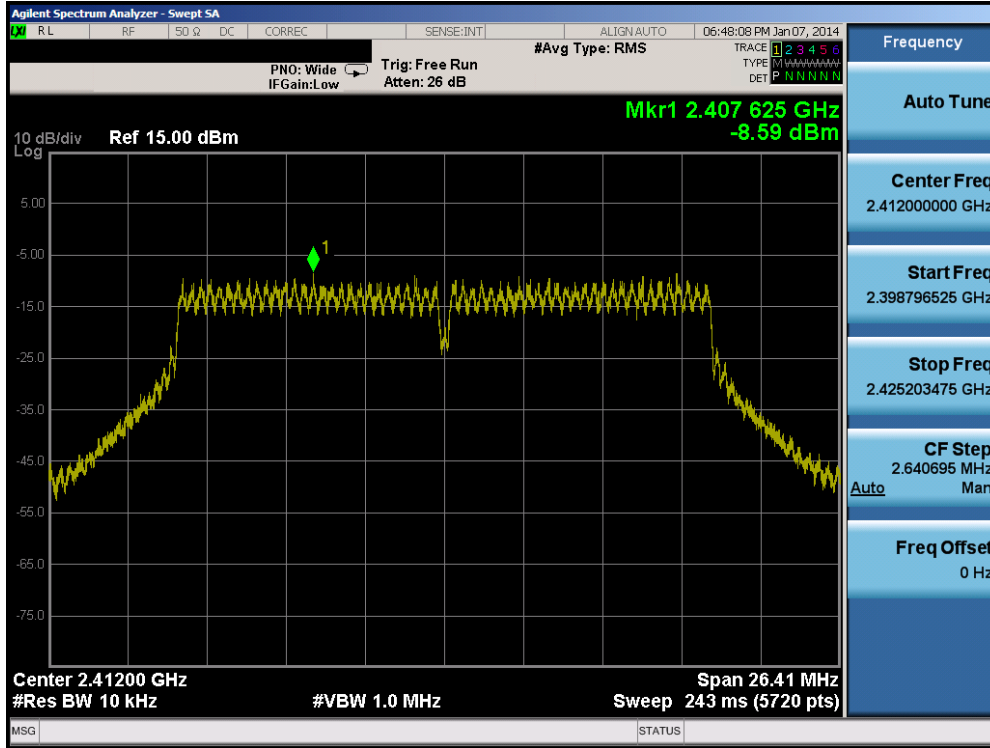 Agilent Spectrum Analyzer - Swept SA
LXI RL RF 50 Ω DC CORREC SENSE:INT ALIGN AUTO 06:48:08 PM Jan 07, 2014
#Avg Type: RMS
TRACE 1 2 3 4 5 6
PNO: Wide Trig: Free Run
TYPE M WWWWW
IFGain:Low Atten: 26 dB
DET P N N N N N
Mkr1 2.407 625 GHz
-8.59 dBm
10 dB/div Ref 15.00 dBm
Log
5.00
1
-5.00
-15.0
-25.0
-35.0
-45.0
-55.0
-65.0
-75.0
Center 2.41200 GHz Span 26.41 MHz
#Res BW 10 kHz #VBW 1.0 MHz Sweep 243 ms (5720 pts)
MSG STATUS
Frequency
Auto Tune
Center Freq
2.412000000 GHz
Start Freq
2.398796525 GHz
Stop Freq
2.425203475 GHz
CF Step
2.640695 MHz
Auto Man
Freq Offset
0 Hz